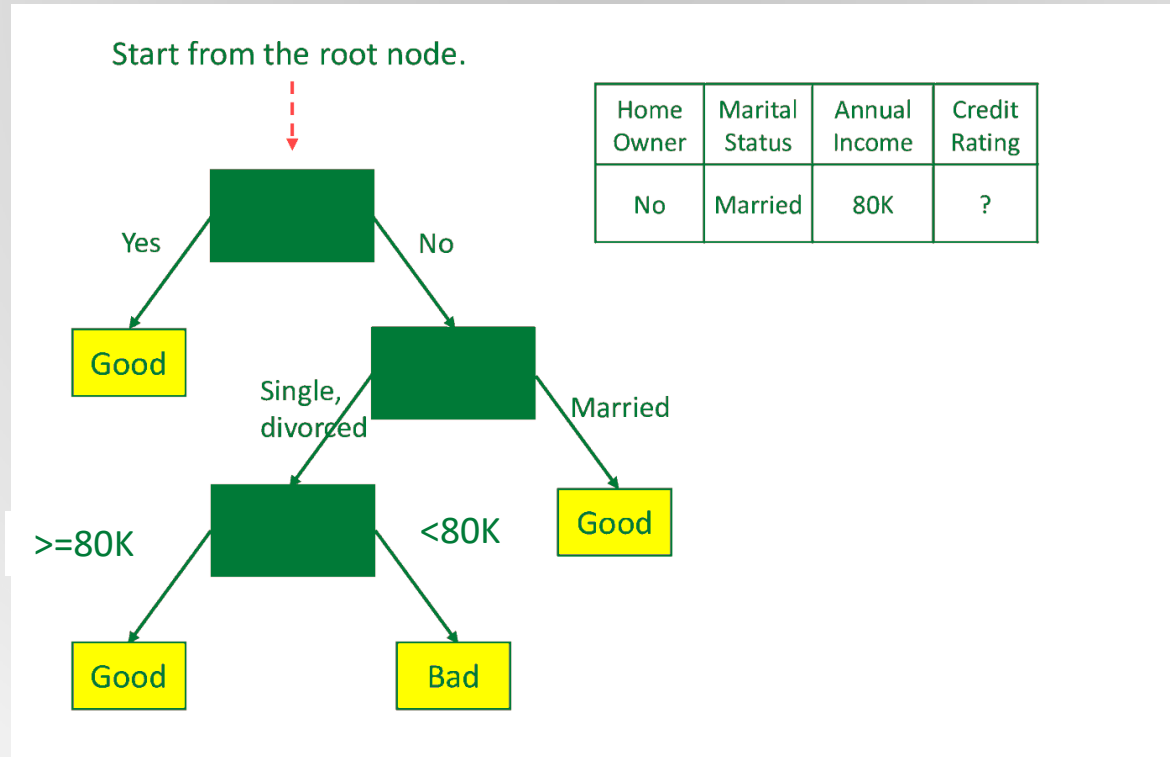 Start from the root node.
Home Owner
Marital Status
Annual Income
Credit Rating
No
Married
80K
?
Yes
No
Good
Single,
divorced
Married
Good
>=80K
<80K
Good
Bad